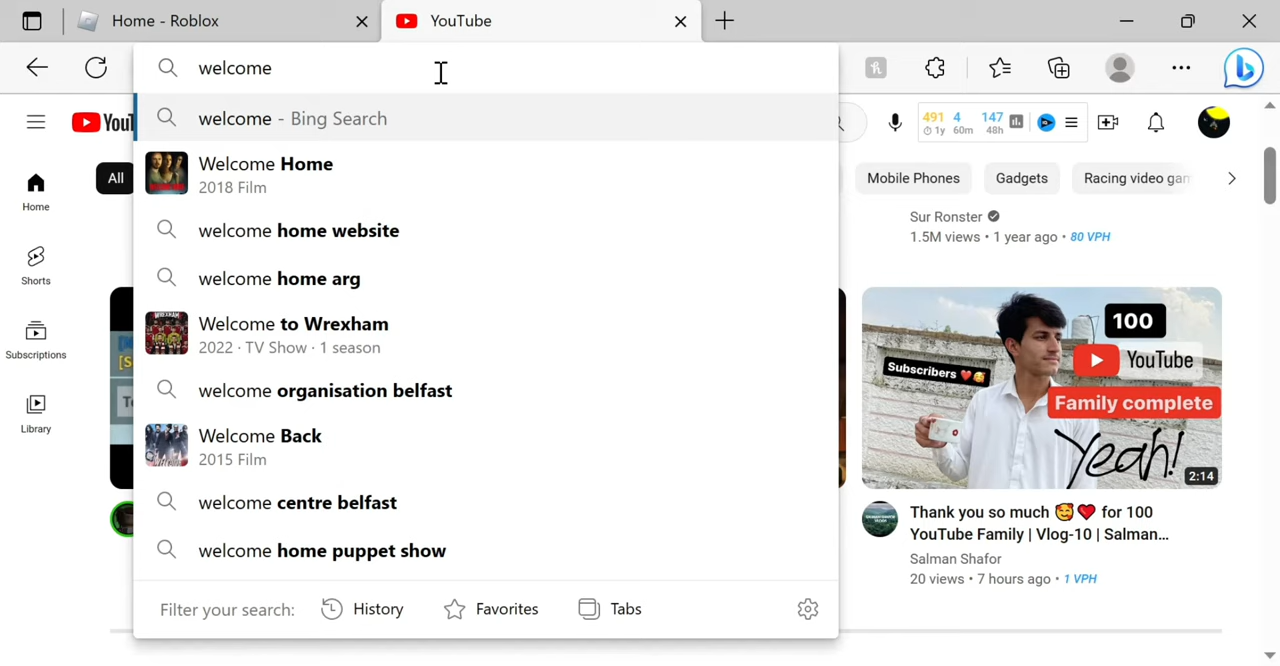 Home - Roblox
YouTube
welcome
welcome - Bing Search
Welcome Home
2018 Film
welcome home website
welcome home arg
Welcome to Wrexham
2022 · TV Show · 1 season
welcome organisation belfast
Welcome Back
2015 Film
welcome centre belfast
welcome home puppet show
Filter your search:
History
Favorites
Tabs
491 4 147
1y 60m 48h
Home
Shorts
Subscriptions
Library
All
Mobile Phones
Gadgets
Racing video gam
Sur Ronster
1.5M views • 1 year ago • 80 VPH
100
YouTube
Subscribers ❤️🥰
Family complete
Yeah!
2:14
Thank you so much 🥰❤️ for 100
YouTube Family | Vlog-10 | Salman...
Salman Shafor
20 views • 7 hours ago • 1 VPH